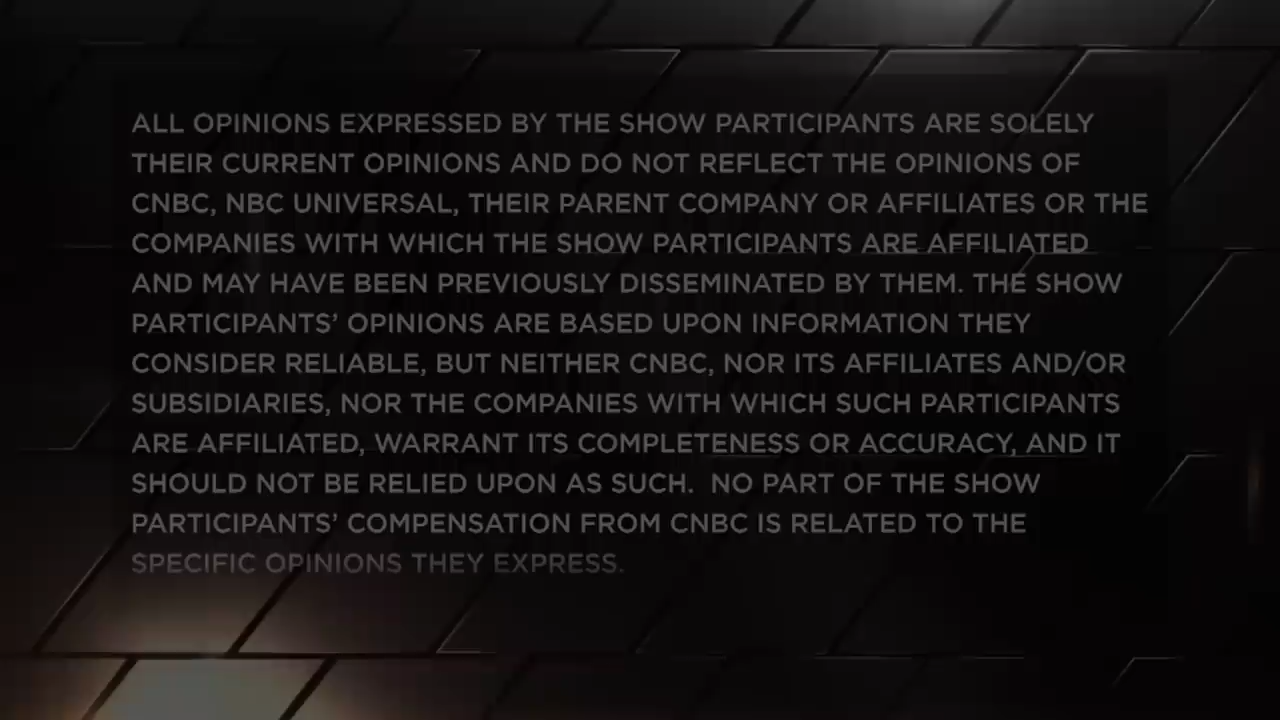 ALL OPINIONS EXPRESSED BY THE SHOW PARTICIPANTS ARE SOLELY
THEIR CURRENT OPINIONS AND DO NOT REFLECT THE OPINIONS OF
CNBC, NBC UNIVERSAL, THEIR PARENT COMPANY OR AFFILIATES OR THE
COMPANIES WITH WHICH THE SHOW PARTICIPANTS ARE AFFILIATED
AND MAY HAVE BEEN PREVIOUSLY DISSEMINATED BY THEM. THE SHOW
PARTICIPANTS’ OPINIONS ARE BASED UPON INFORMATION THEY
CONSIDER RELIABLE, BUT NEITHER CNBC, NOR ITS AFFILIATES AND/OR
SUBSIDIARIES, NOR THE COMPANIES WITH WHICH SUCH PARTICIPANTS
ARE AFFILIATED, WARRANT ITS COMPLETENESS OR ACCURACY, AND IT
SHOULD NOT BE RELIED UPON AS SUCH.  NO PART OF THE SHOW
PARTICIPANTS’ COMPENSATION FROM CNBC IS RELATED TO THE
SPECIFIC OPINIONS THEY EXPRESS.